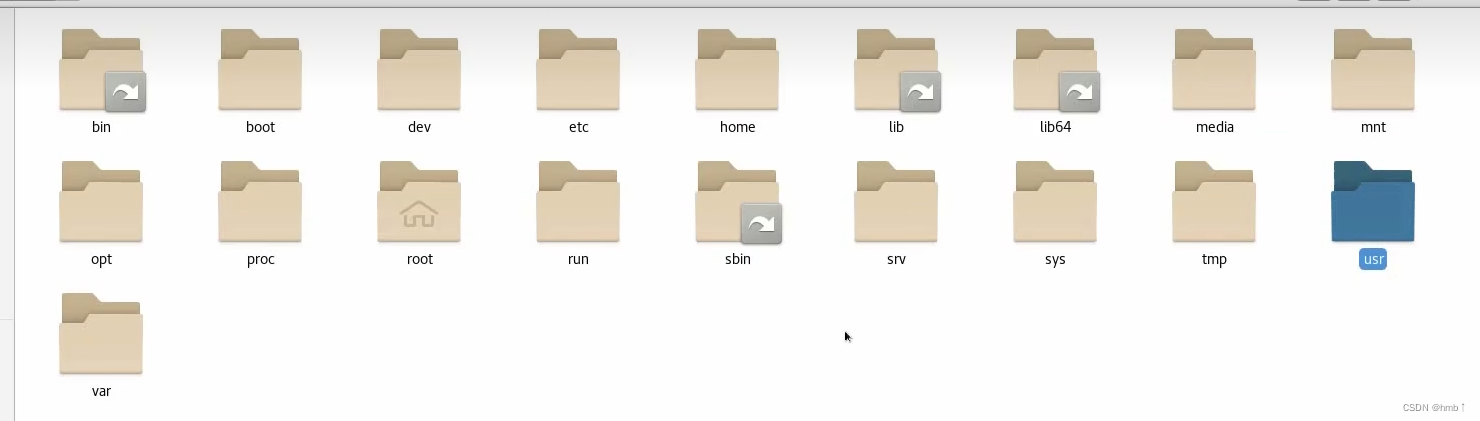 bin boot dev etc home lib lib64 media mnt
opt proc root run sbin srv sys tmp usr
var
CSDN @hmb↑